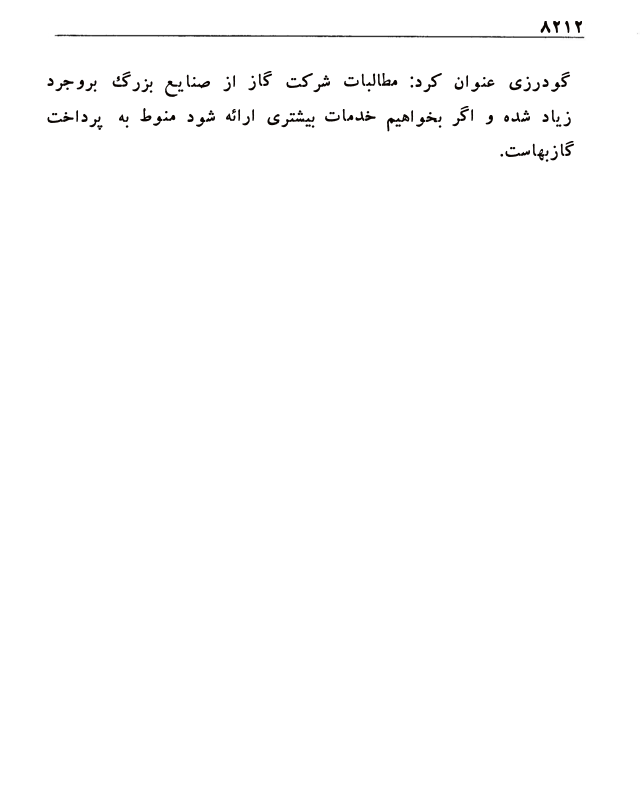 ۸۲۱۲
گودرزی عنوان کرد: مطالبات شرکت گاز از صنایع بزرگ بروجرد
زیاد شده و اگر بخواهیم خدمات بیشتری ارائه شود منوط به پرداخت
گازبهاست.